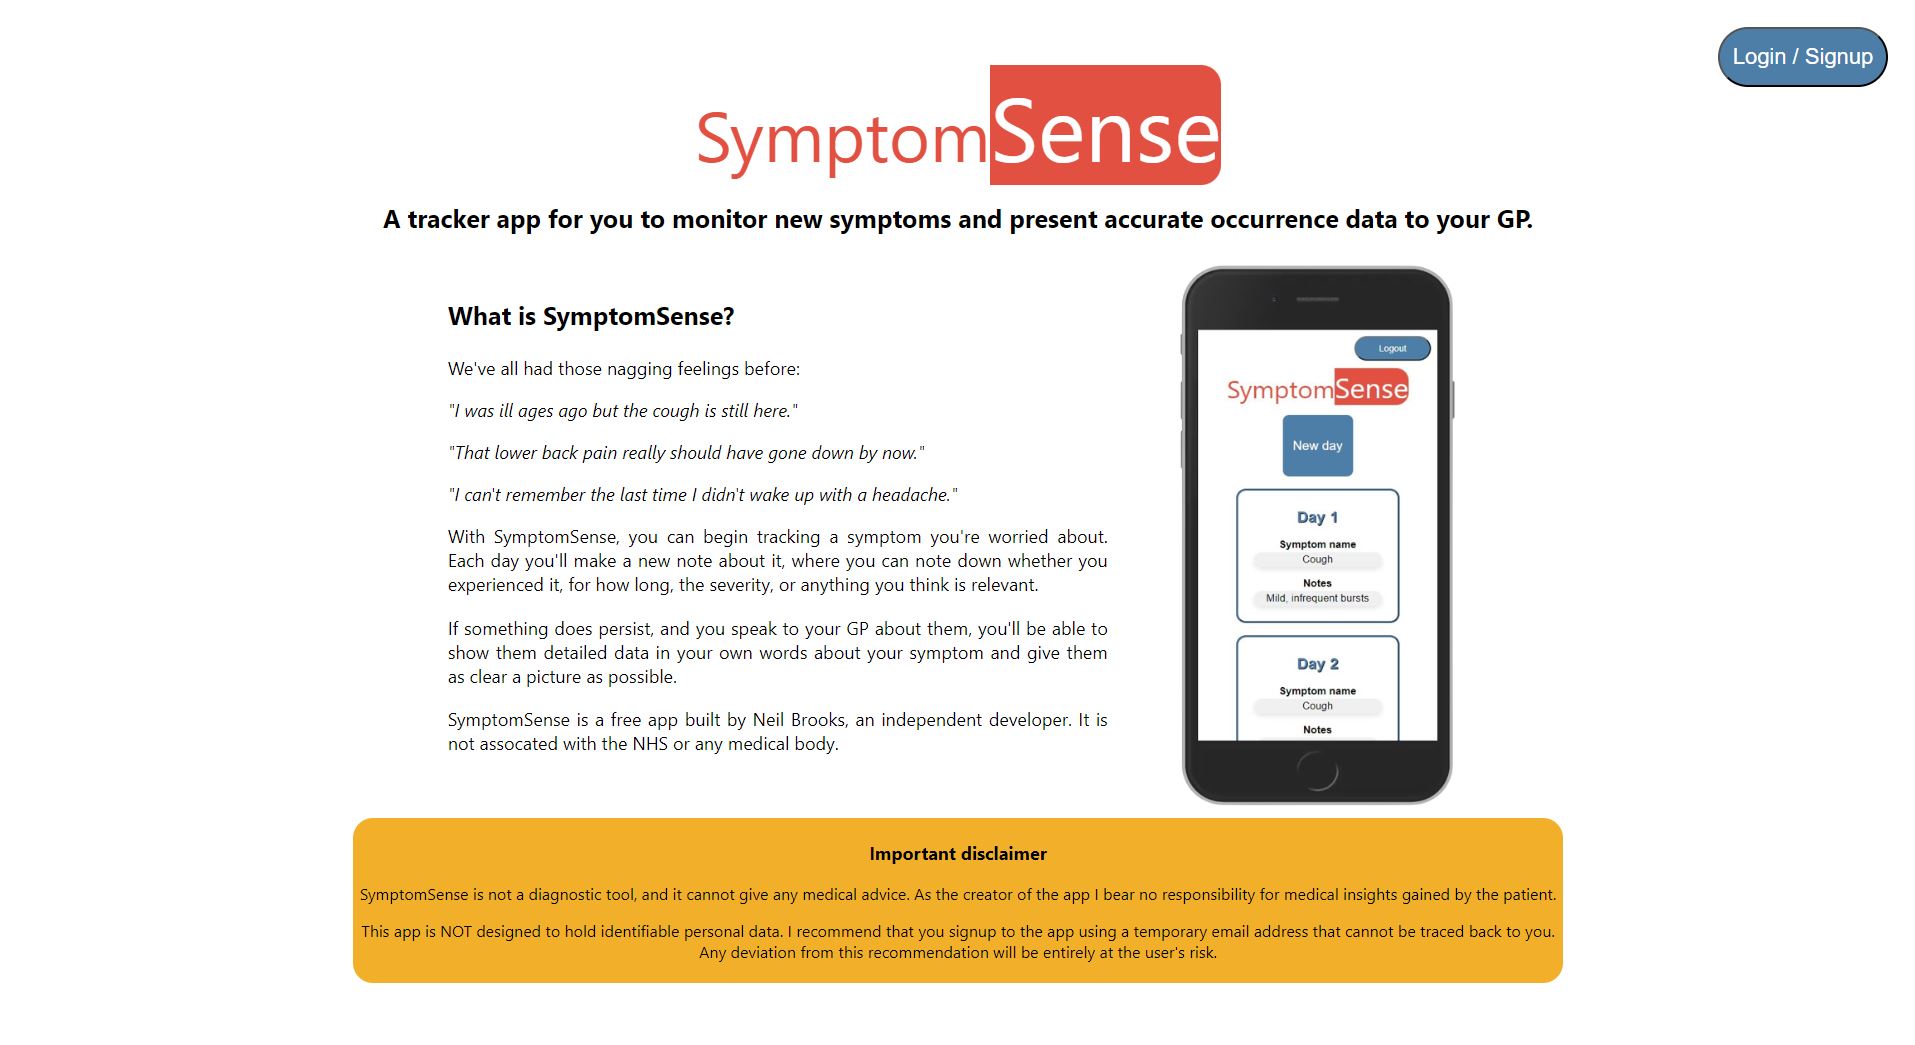 Login / Signup
SymptomSense
A tracker app for you to monitor new symptoms and present accurate occurrence data to your GP.
What is SymptomSense?
We've all had those nagging feelings before:
"I was ill ages ago but the cough is still here."
"That lower back pain really should have gone down by now."
"I can't remember the last time I didn't wake up with a headache."
With SymptomSense, you can begin tracking a symptom you're worried about.
Each day you'll make a new note about it, where you can note down whether you
experienced it, for how long, the severity, or anything you think is relevant.
If something does persist, and you speak to your GP about them, you'll be able to
show them detailed data in your own words about your symptom and give them
as clear a picture as possible.
SymptomSense is a free app built by Neil Brooks, an independent developer. It is
not assocated with the NHS or any medical body.
Logout
SymptomSense
New day
Day 1
Symptom name
Cough
Notes
Mild, infrequent bursts
Day 2
Symptom name
Cough
Notes
Important disclaimer
SymptomSense is not a diagnostic tool, and it cannot give any medical advice. As the creator of the app I bear no responsibility for medical insights gained by the patient.
This app is NOT designed to hold identifiable personal data. I recommend that you signup to the app using a temporary email address that cannot be traced back to you.
Any deviation from this recommendation will be entirely at the user's risk.